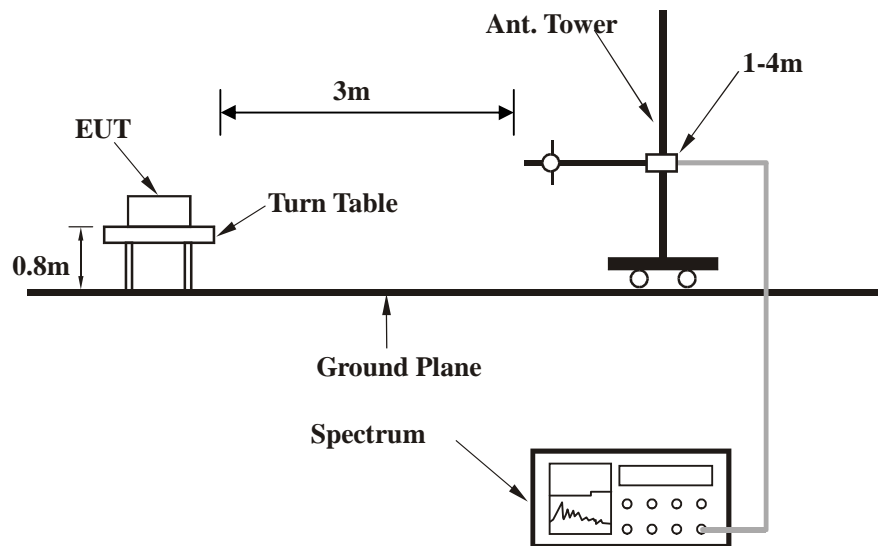 Ant. Tower
1-4m
3m
EUT
Turn Table
0.8m
Ground Plane
Spectrum